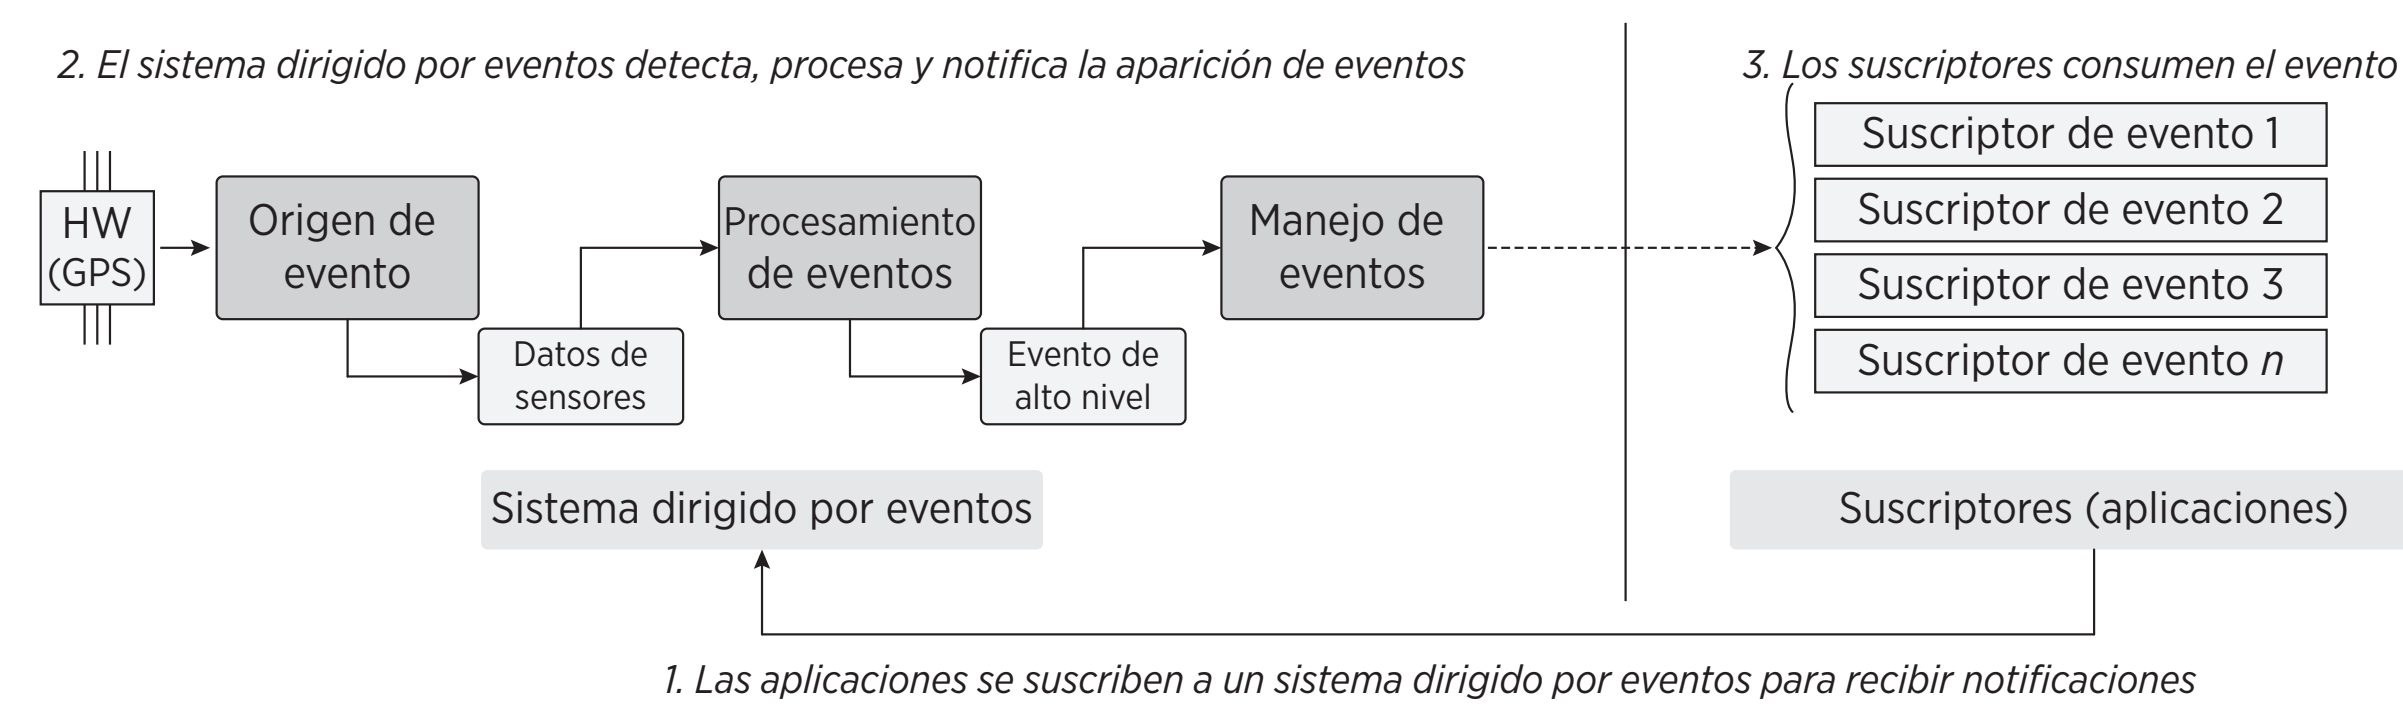 2. El sistema dirigido por eventos detecta, procesa y notifica la aparición de eventos
3. Los suscriptores consumen el evento
HW
(GPS)
Origen de
evento
Datos de
sensores
Procesamiento
de eventos
Evento de
alto nivel
Manejo de
eventos
Suscriptor de evento 1
Suscriptor de evento 2
Suscriptor de evento 3
Suscriptor de evento n
Sistema dirigido por eventos
Suscriptores (aplicaciones)
1. Las aplicaciones se suscriben a un sistema dirigido por eventos para recibir notificaciones